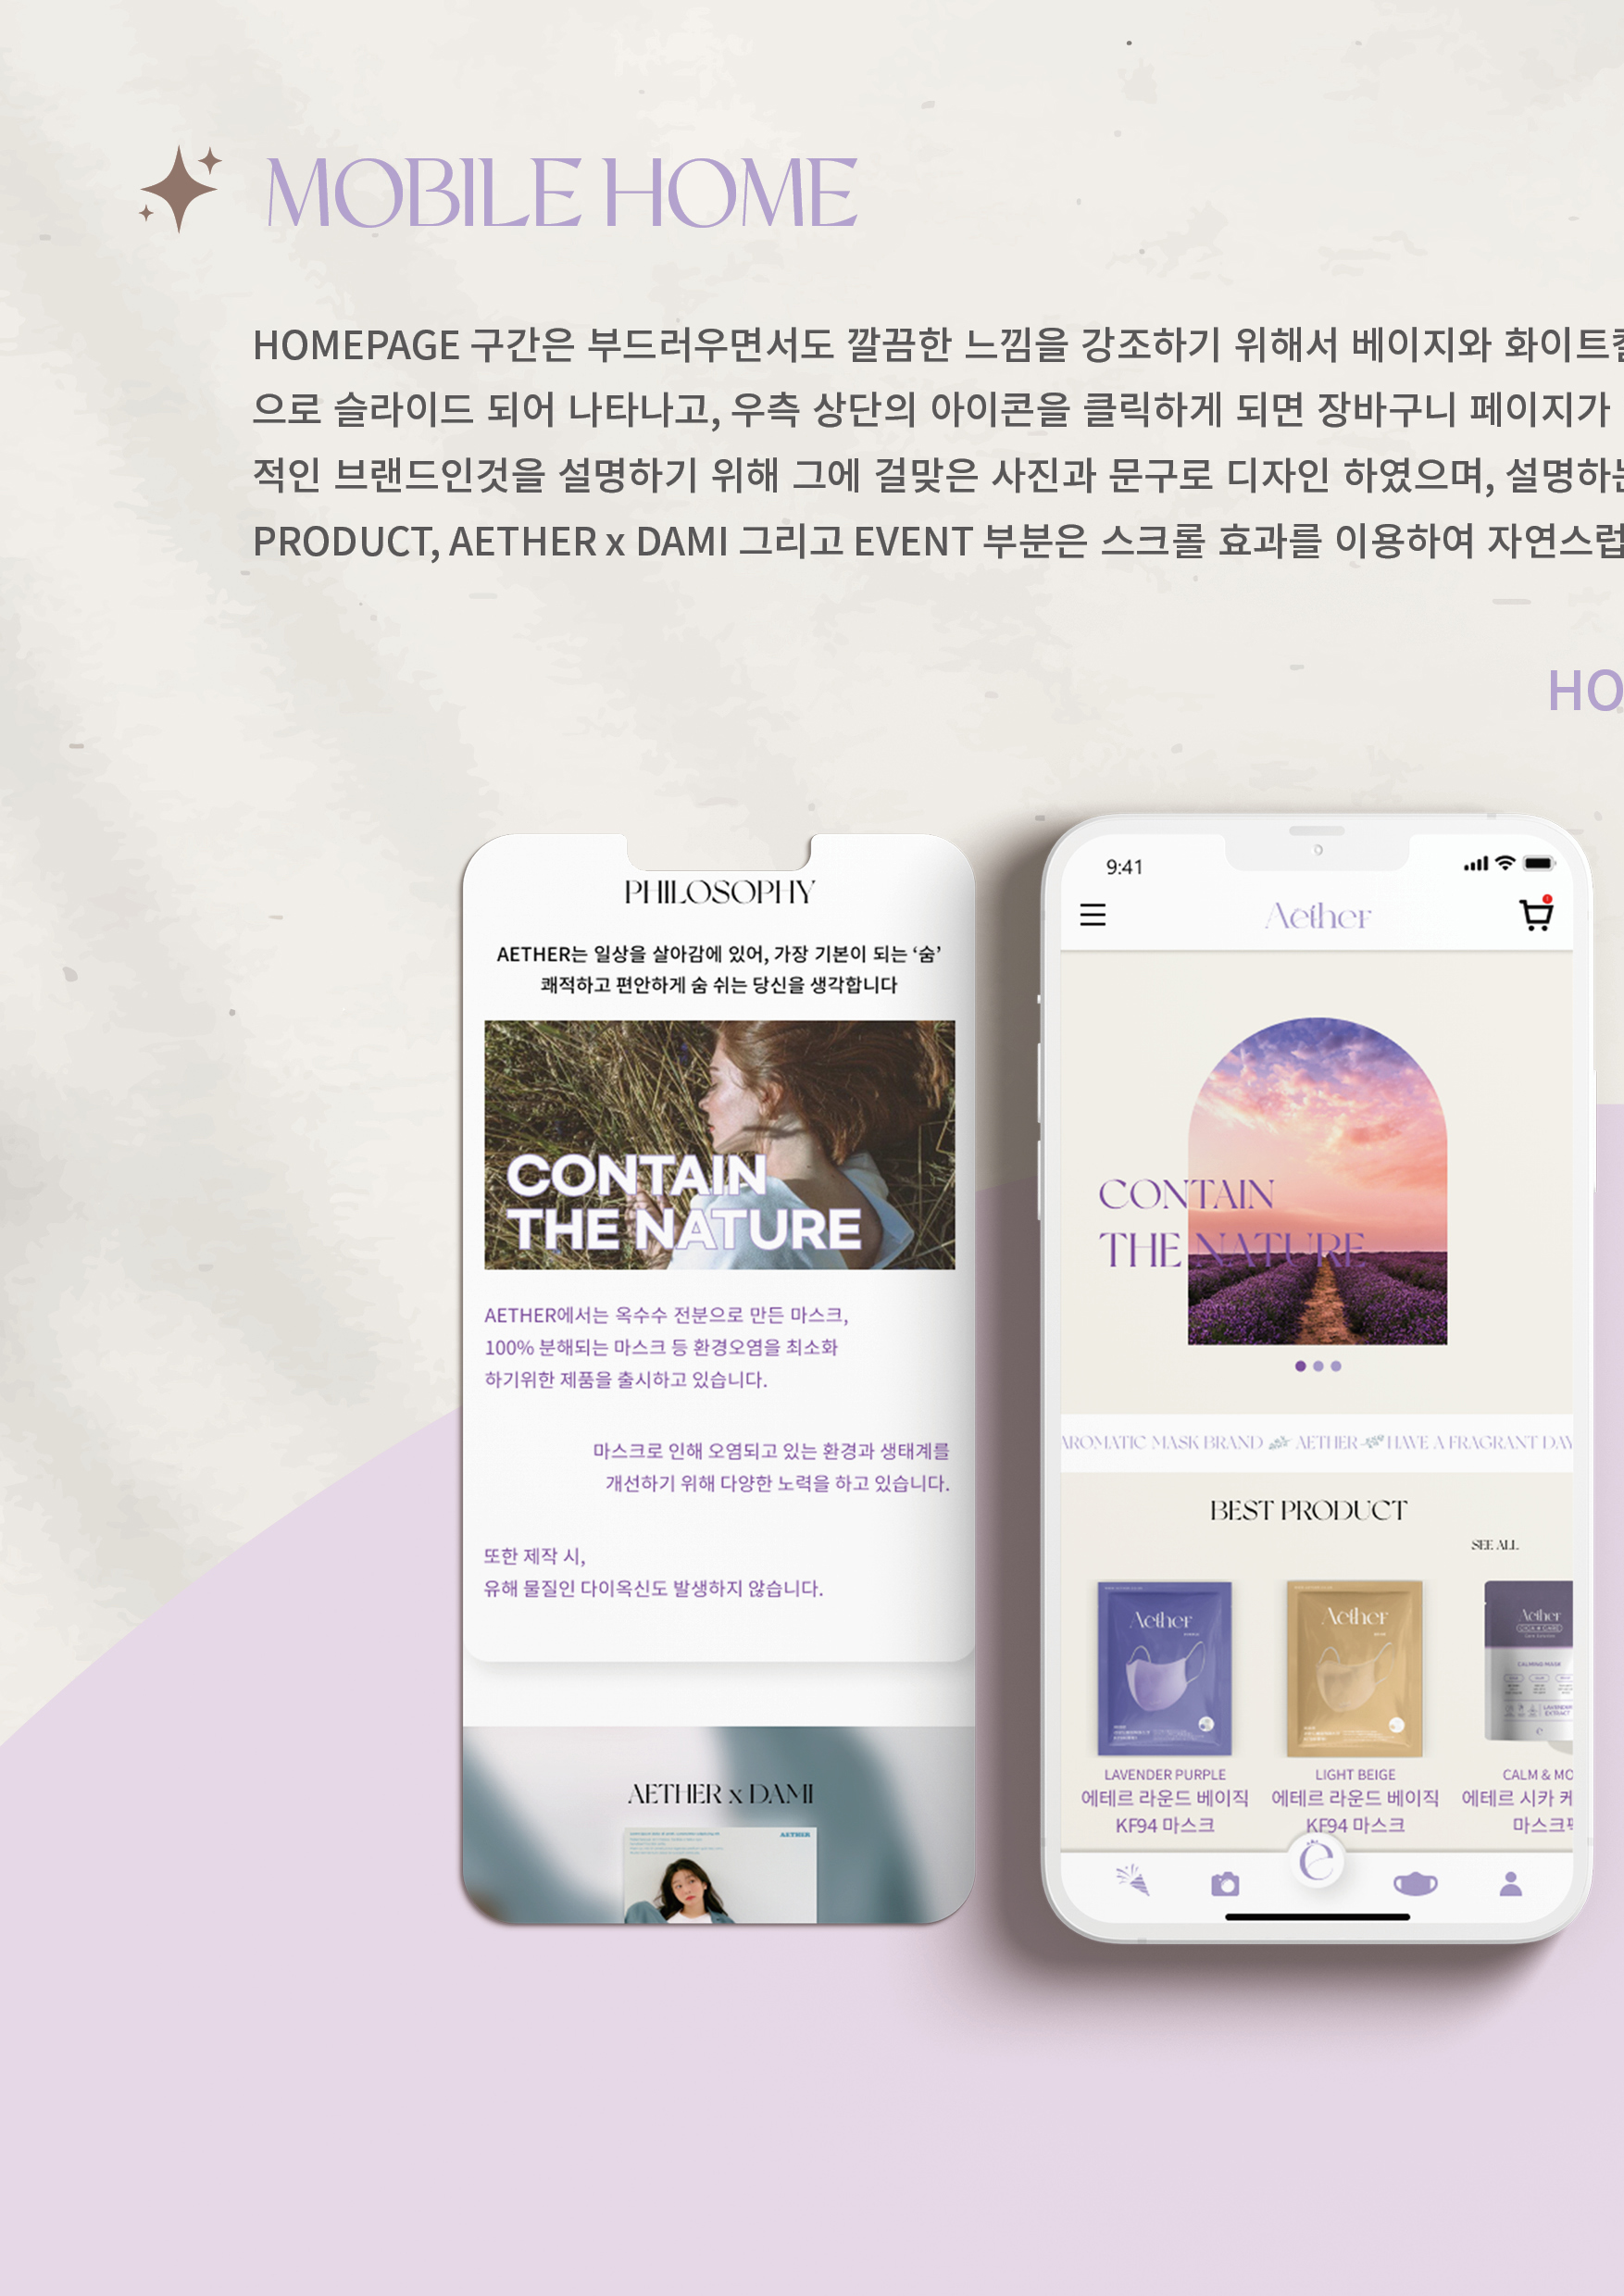 MOBILE HOME
HOMEPAGE 구간은 부드러우면서도 깔끔한 느낌을 강조하기 위해서 베이지와 화이트컬
으로 슬라이드 되어 나타나고, 우측 상단의 아이콘을 클릭하게 되면 장바구니 페이지가
적인 브랜드인것을 설명하기 위해 그에 걸맞은 사진과 문구로 디자인 하였으며, 설명하는
PRODUCT, AETHER x DAMI 그리고 EVENT 부분은 스크롤 효과를 이용하여 자연스럽
HO
PHILOSOPHY
AETHER는 일상을 살아감에 있어, 가장 기본이 되는 ‘숨’
쾌적하고 편안하게 숨 쉬는 당신을 생각합니다
CONTAIN
THE NATURE
AETHER에서는 옥수수 전분으로 만든 마스크,
100% 분해되는 마스크 등 환경오염을 최소화
하기위한 제품을 출시하고 있습니다.
마스크로 인해 오염되고 있는 환경과 생태계를
개선하기 위해 다양한 노력을 하고 있습니다.
또한 제작 시,
유해 물질인 다이옥신도 발생하지 않습니다.
AETHER x DAMI
AETHER
9:41
Aether
CONTAIN
THE NATURE
AROMATIC MASK BRAND AETHER HAVE A FRAGRANT DAY
BEST PRODUCT
SEE ALL
Aether
Aether
Aether
CICA & CARE
CALMING MASK
LAVENDER
EXTRACT
e
LAVENDER PURPLE
에테르 라운드 베이직
KF94 마스크
LIGHT BEIGE
에테르 라운드 베이직
KF94 마스크
CALM & MO
에테르 시카 케
마스크팩
e